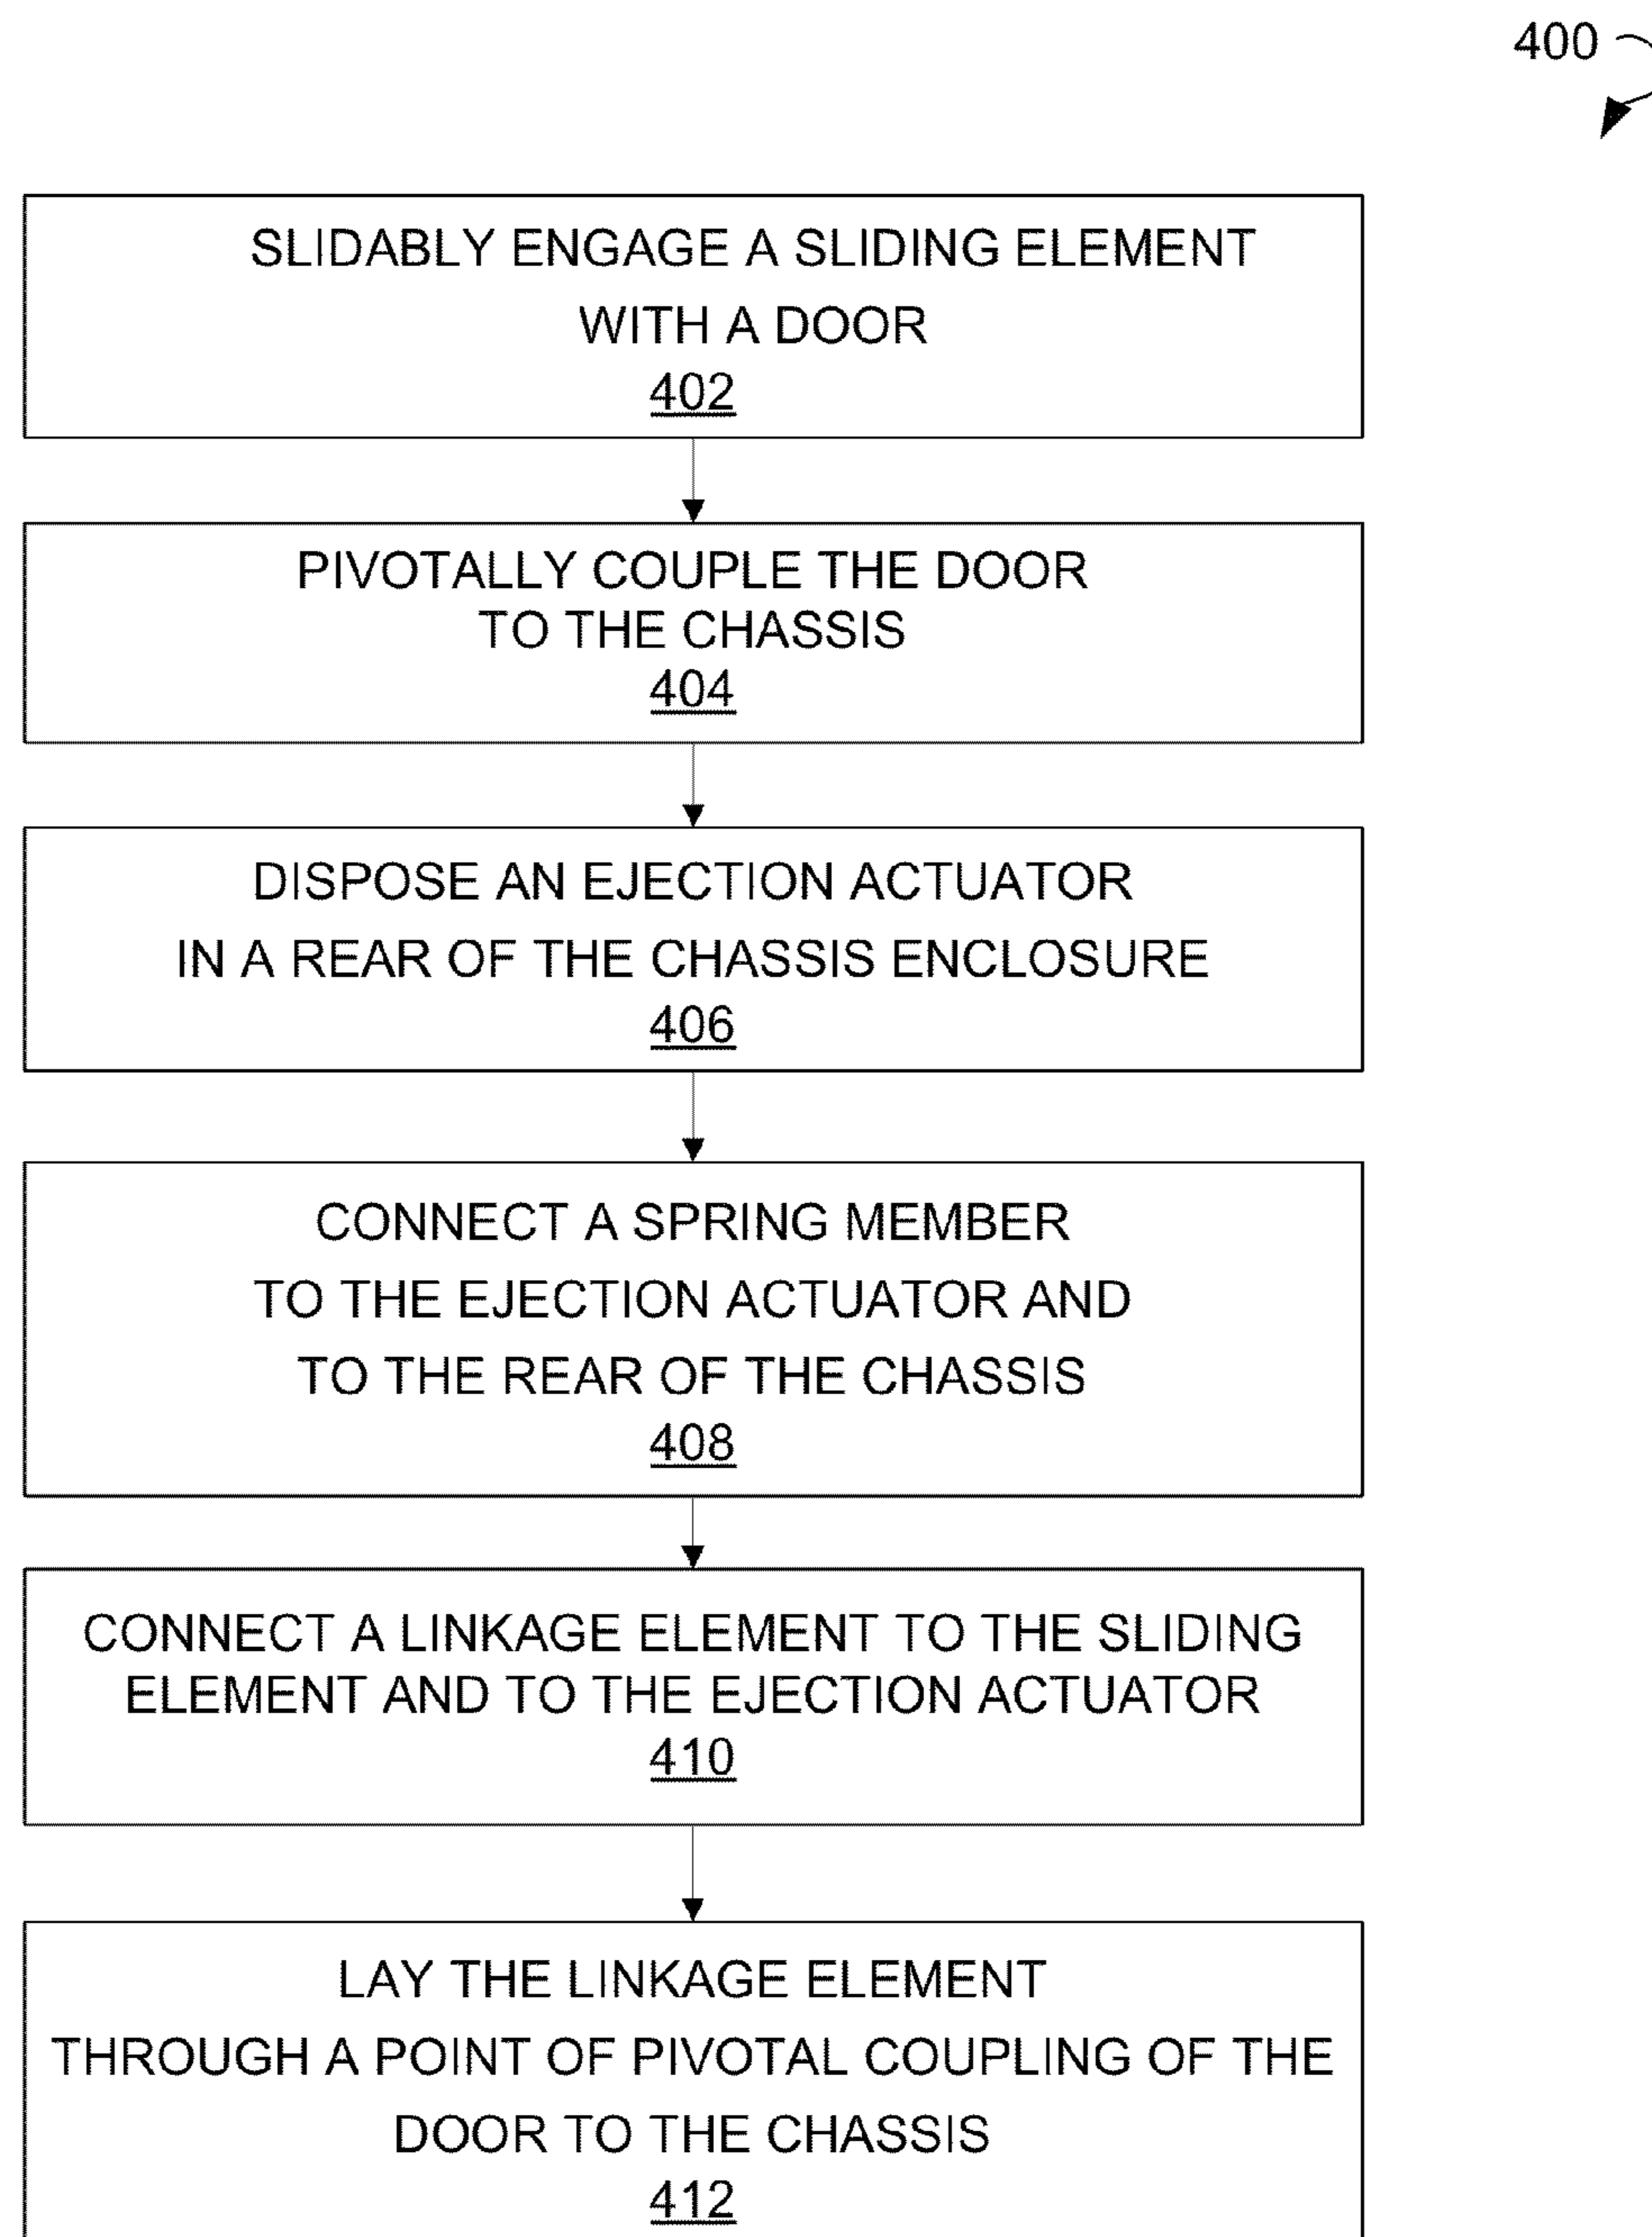 400
SLIDABLY ENGAGE A SLIDING ELEMENT
WITH A DOOR
402
PIVOTALLY COUPLE THE DOOR
TO THE CHASSIS
404
DISPOSE AN EJECTION ACTUATOR
IN A REAR OF THE CHASSIS ENCLOSURE
406
CONNECT A SPRING MEMBER
TO THE EJECTION ACTUATOR AND
TO THE REAR OF THE CHASSIS
408
CONNECT A LINKAGE ELEMENT TO THE SLIDING
ELEMENT AND TO THE EJECTION ACTUATOR
410
LAY THE LINKAGE ELEMENT
THROUGH A POINT OF PIVOTAL COUPLING OF THE
DOOR TO THE CHASSIS
412